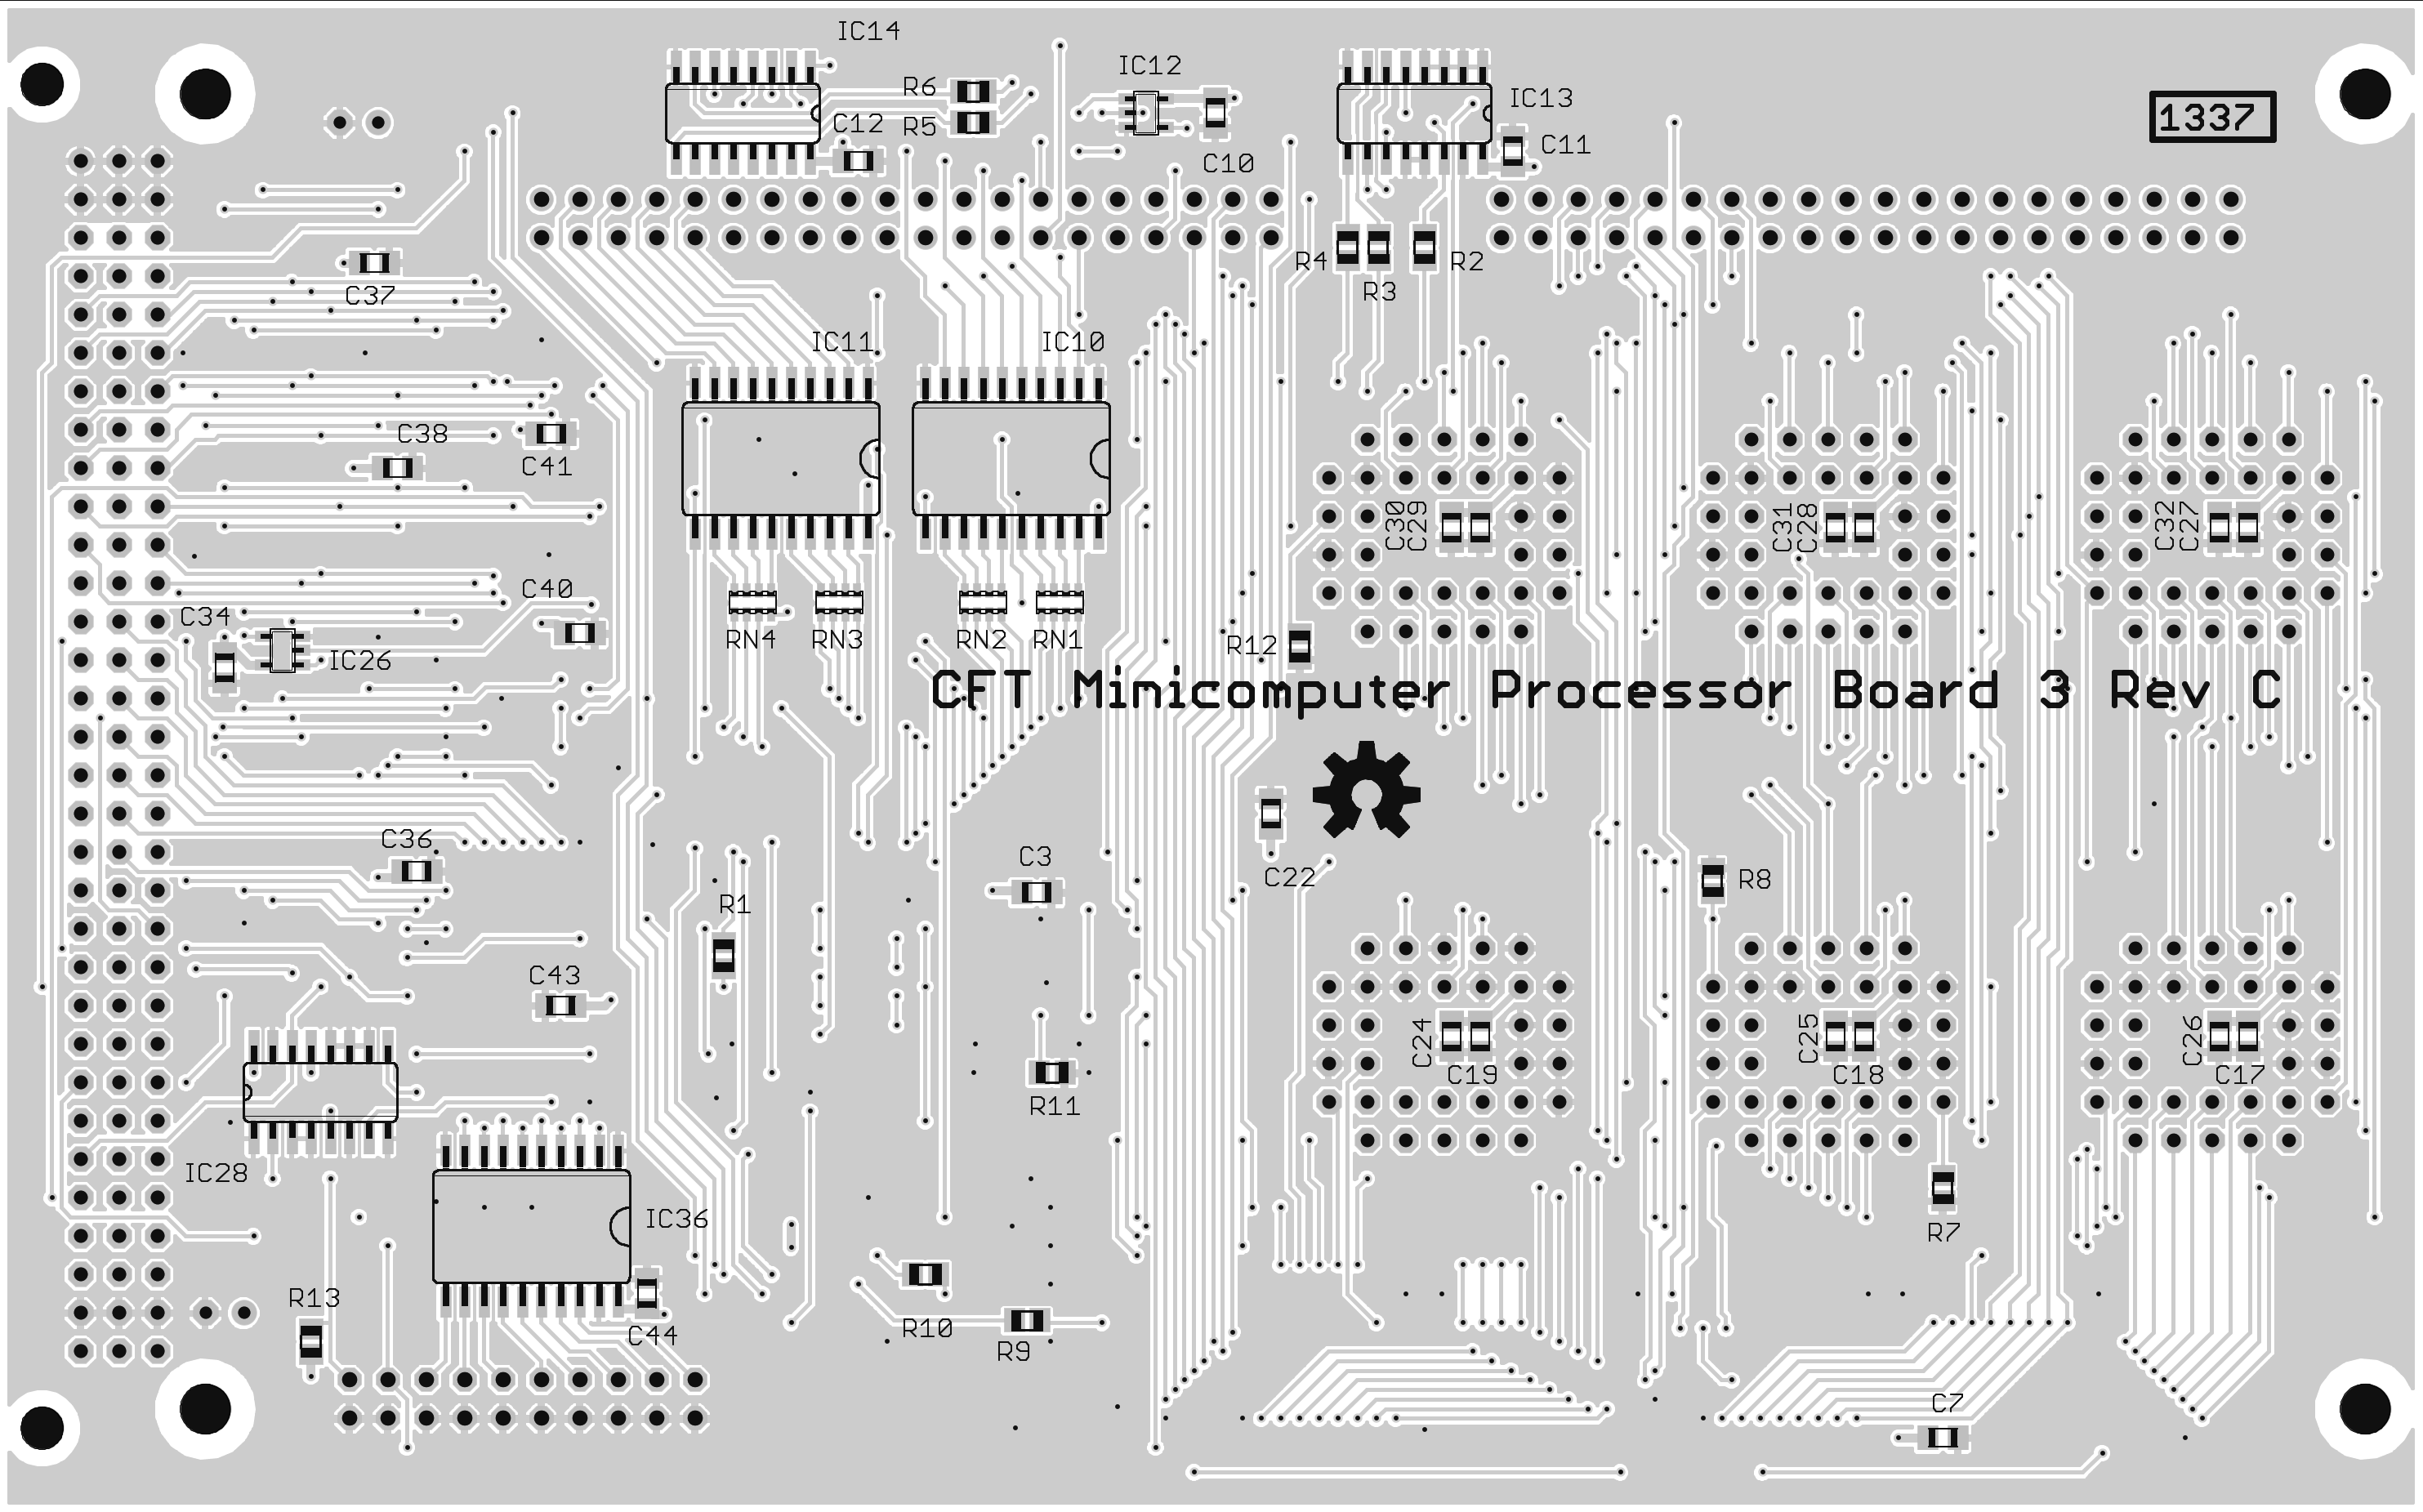 IC14
IC12
R6
IC13
1337
R5
C12
C11
C10
R4
R2
R3
C37
IC11
IC10
C38
C41
C30
C29
C31
C28
C32
C27
C40
C34
IC26
RN4
RN3
RN2
RN1
R12
CFT Minicomputer Processor Board 3 Rev C
C36
C3
C22
R8
R1
C43
C24
C25
C26
C19
C18
C17
R11
IC28
IC36
R7
R13
C44
R10
R9
C7